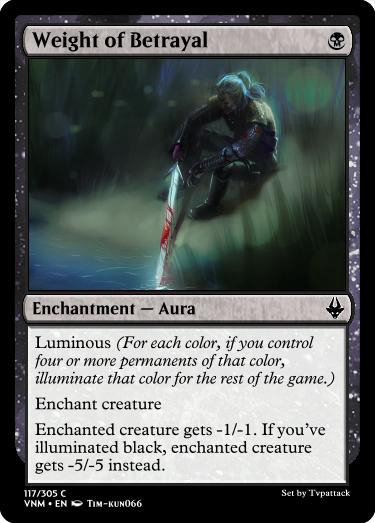 Weight of Betrayal
Enchantment — Aura
Luminous (For each color, if you control
four or more permanents of that color,
illuminate that color for the rest of the game.)
Enchant creature
Enchanted creature gets -1/-1. If you've
illuminated black, enchanted creature
gets -5/-5 instead.
117/305 C
Set by Tvpattack
VNM • EN Tim-kun066